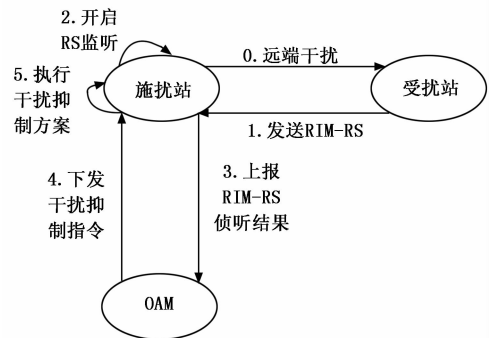 2.开启
RS监听
0.远端干扰
5.执行
干扰抑
制方案
施扰站
受扰站
1.发送RIM-RS
4.下发
干扰抑
制指令
3.上报
RIM-RS
侦听结果
OAM